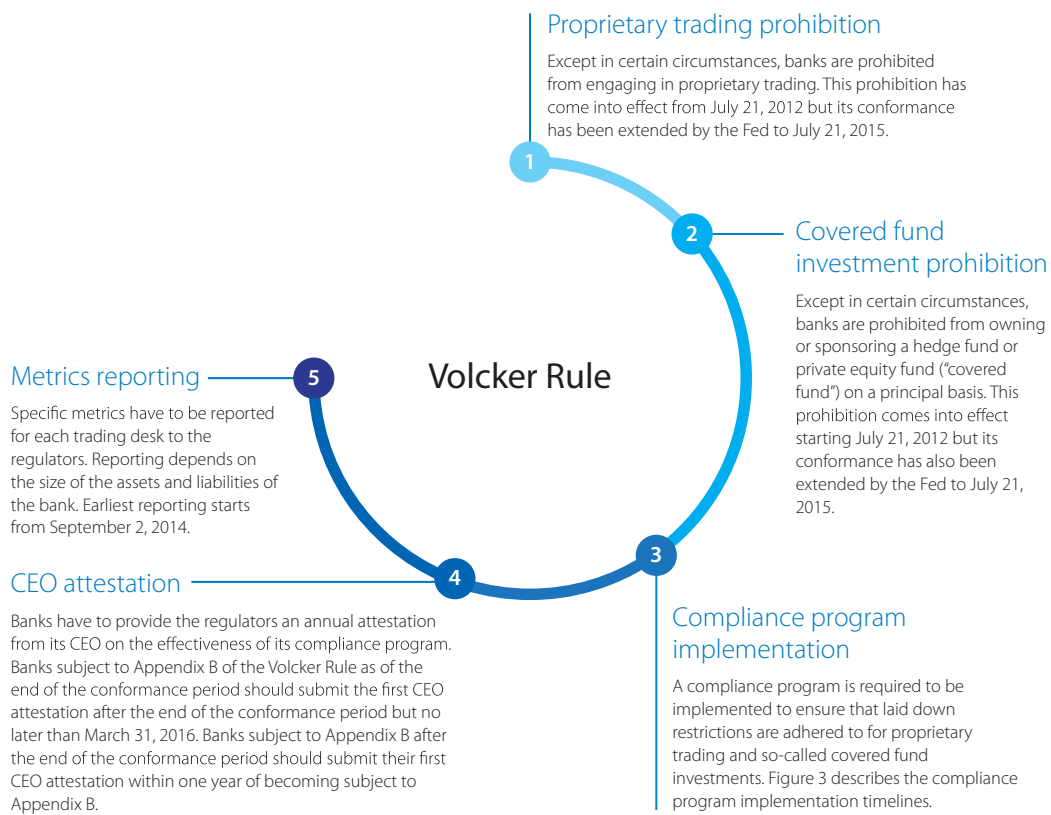 Proprietary trading prohibition
Except in certain circumstances, banks are prohibited
from engaging in proprietary trading. This prohibition has
come into effect from July 21, 2012 but its conformance
has been extended by the Fed to July 21, 2015.
1
2
Covered fund
investment prohibition
Except in certain circumstances,
banks are prohibited from owning
or sponsoring a hedge fund or
private equity fund (“covered
fund”) on a principal basis. This
prohibition comes into effect
starting July 21, 2012 but its
conformance has also been
extended by the Fed to July 21,
2015.
Volcker Rule
3
Compliance program
implementation
A compliance program is required to be
implemented to ensure that laid down
restrictions are adhered to for proprietary
trading and so-called covered fund
investments. Figure 3 describes the compliance
program implementation timelines.
4
CEO attestation
Banks have to provide the regulators an annual attestation
from its CEO on the effectiveness of its compliance program.
Banks subject to Appendix B of the Volcker Rule as of the
end of the conformance period should submit the first CEO
attestation after the end of the conformance period but no
later than March 31, 2016. Banks subject to Appendix B after
the end of the conformance period should submit their first
CEO attestation within one year of becoming subject to
Appendix B.
5
Metrics reporting
Specific metrics have to be reported
for each trading desk to the
regulators. Reporting depends on
the size of the assets and liabilities of
the bank. Earliest reporting starts
from September 2, 2014.